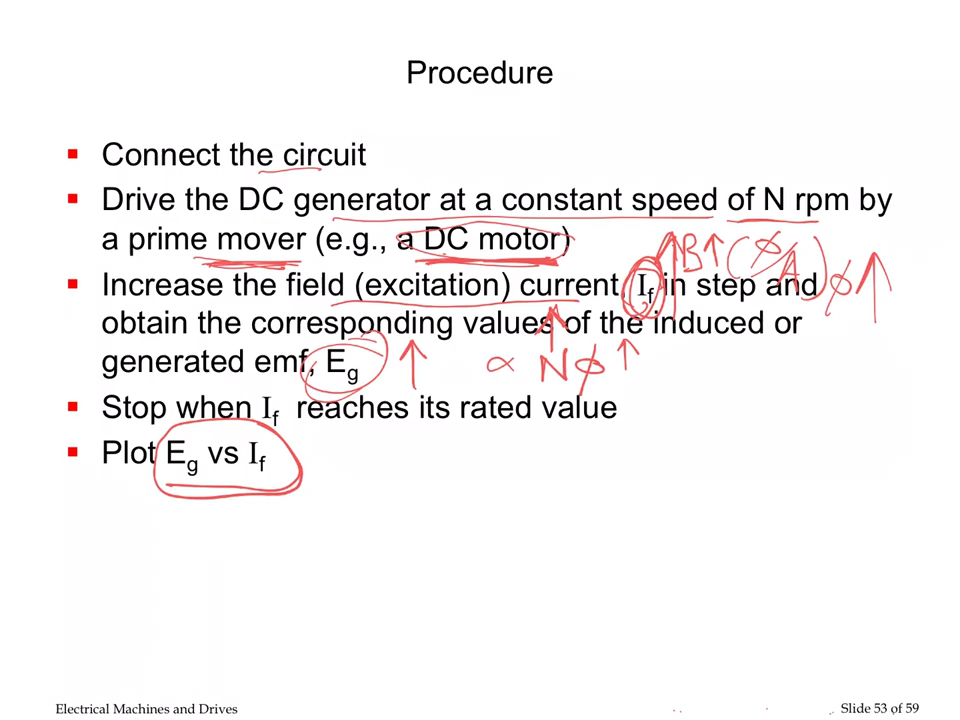 Procedure
▪ Connect the circuit
▪ Drive the DC generator at a constant speed of N rpm by
a prime mover (e.g., a DC motor)
↑ B↑ (ϕ/A) ϕ↑
▪ Increase the field (excitation) current, If in step and
obtain the corresponding values of the induced or
generated emf, Eg ↑ ∝ Nϕ↑
▪ Stop when If reaches its rated value
▪ Plot Eg vs If
Electrical Machines and Drives
Slide 53 of 59